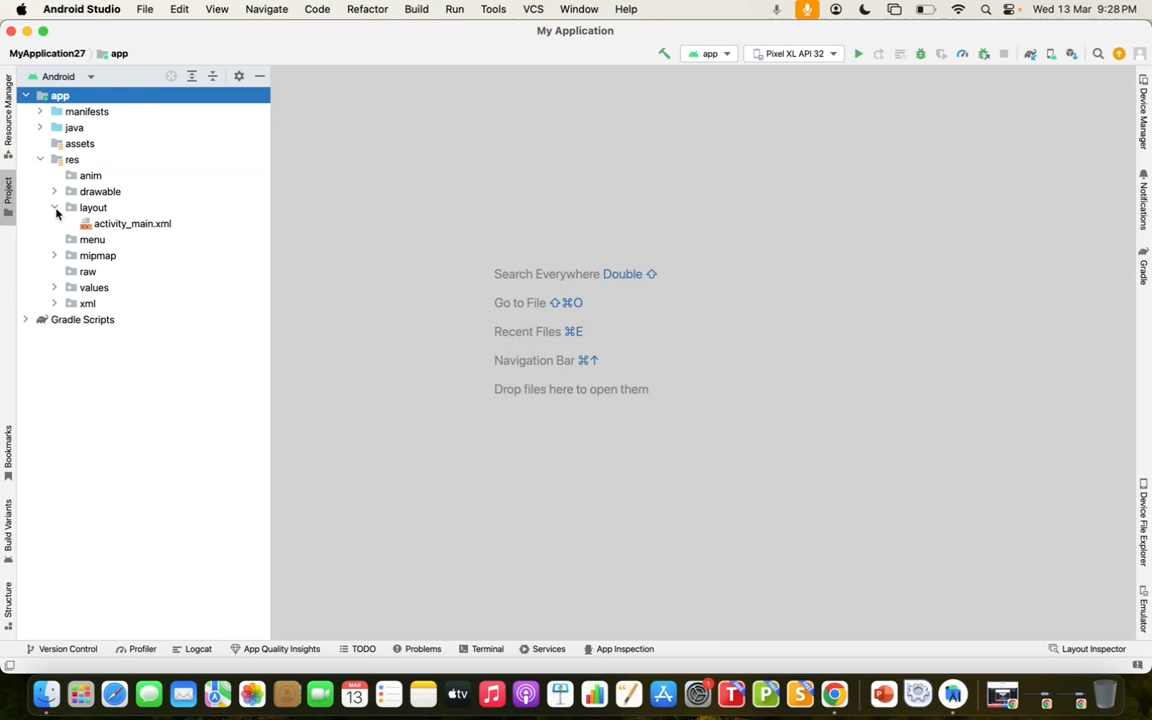 Android Studio File Edit View Navigate Code Refactor Build Run Tools VCS Window Help Wed 13 Mar 9:28 PM
My Application
MyApplication27 app app Pixel XL API 32
Android
app
manifests
java
assets
res
anim
drawable
layout
activity_main.xml
menu
mipmap
raw
values
xml
Gradle Scripts
Resource Manager
Project
Bookmarks
Build Variants
Structure
Search Everywhere Double ⇧
Go to File ⇧⌘O
Recent Files ⌘E
Navigation Bar ⌘↑
Drop files here to open them
Device Manager
Notifications
Gradle
Device File Explorer
Emulator
Version Control Profiler Logcat App Quality Insights TODO Problems Terminal Services App Inspection Layout Inspector
MAR
13
tv
1
T P S P